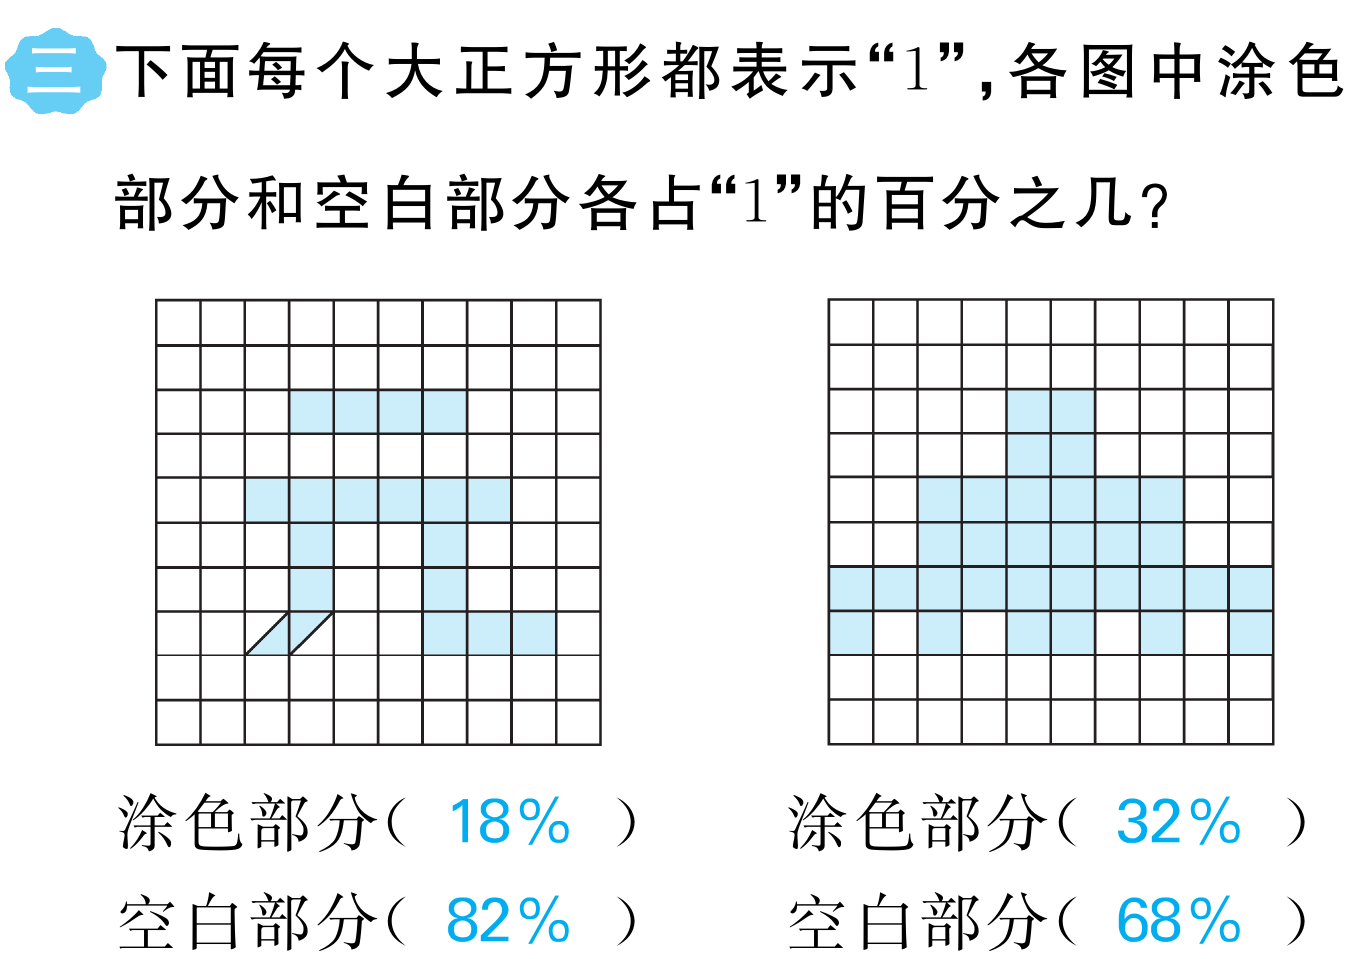 三 下面每个大正方形都表示“1”,各图中涂色
部分和空白部分各占“1”的百分之几?
涂色部分( 18% ) 涂色部分( 32% )
空白部分( 82% ) 空白部分( 68% )